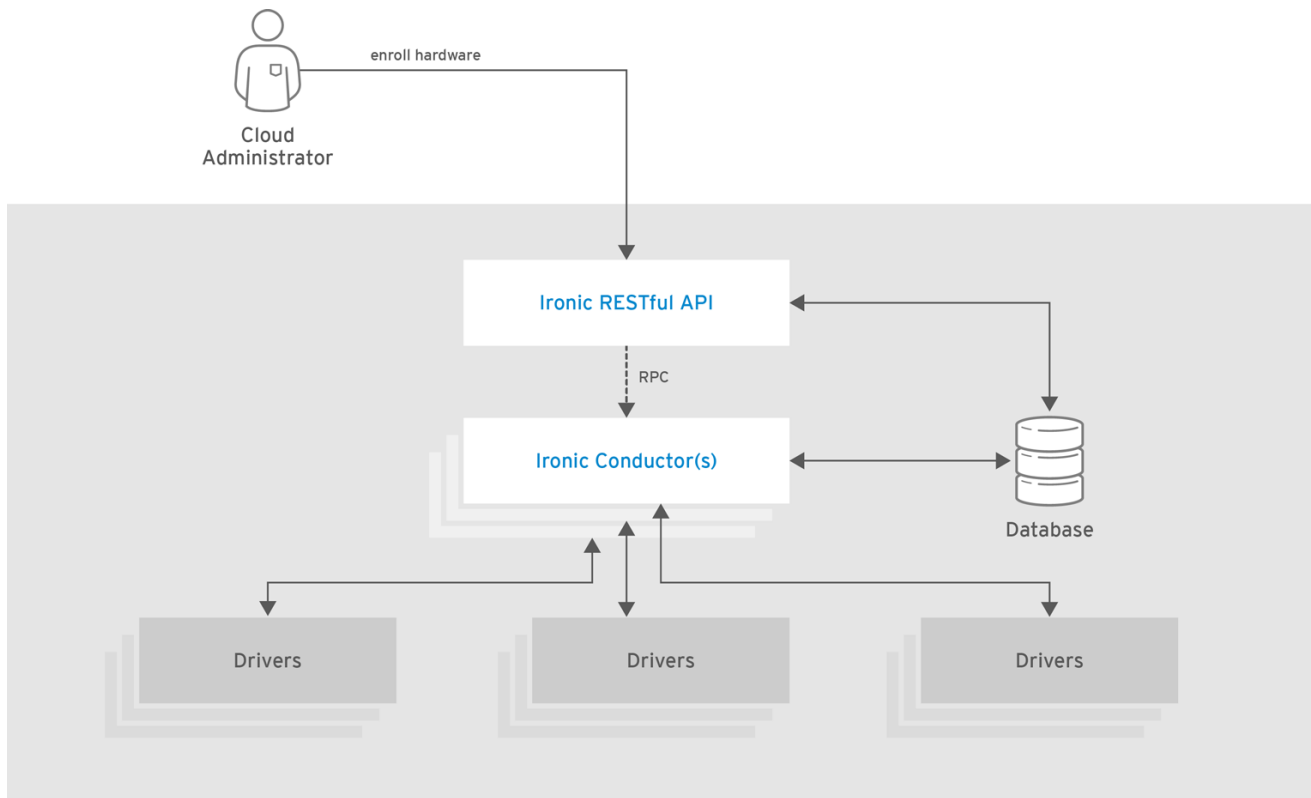 enroll hardware
Cloud
Administrator
Ironic RESTful API
RPC
Ironic Conductor(s)
Database
Drivers
Drivers
Drivers